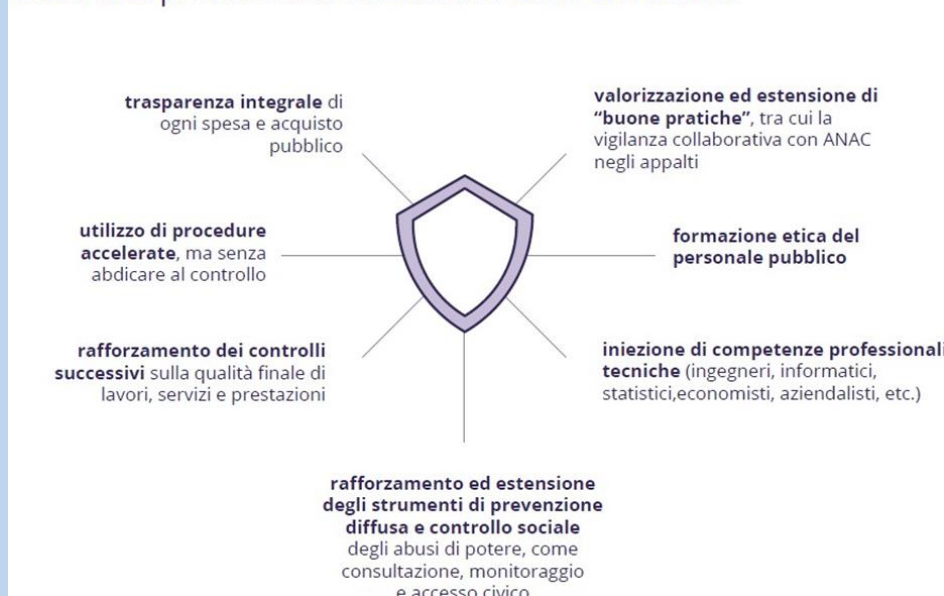 trasparenza integrale di
ogni spesa e acquisto
pubblico
valorizzazione ed estensione di
“buone pratiche”, tra cui la
vigilanza collaborativa con ANAC
negli appalti
utilizzo di procedure
accelerate, ma senza
abdicare al controllo
formazione etica del
personale pubblico
rafforzamento dei controlli
successivi sulla qualità finale di
lavori, servizi e prestazioni
iniezione di competenze professionali
tecniche (ingegneri, informatici,
statistici,economisti, aziendalisti, etc.)
rafforzamento ed estensione
degli strumenti di prevenzione
diffusa e controllo sociale
degli abusi di potere, come
consultazione, monitoraggio
e accesso civico